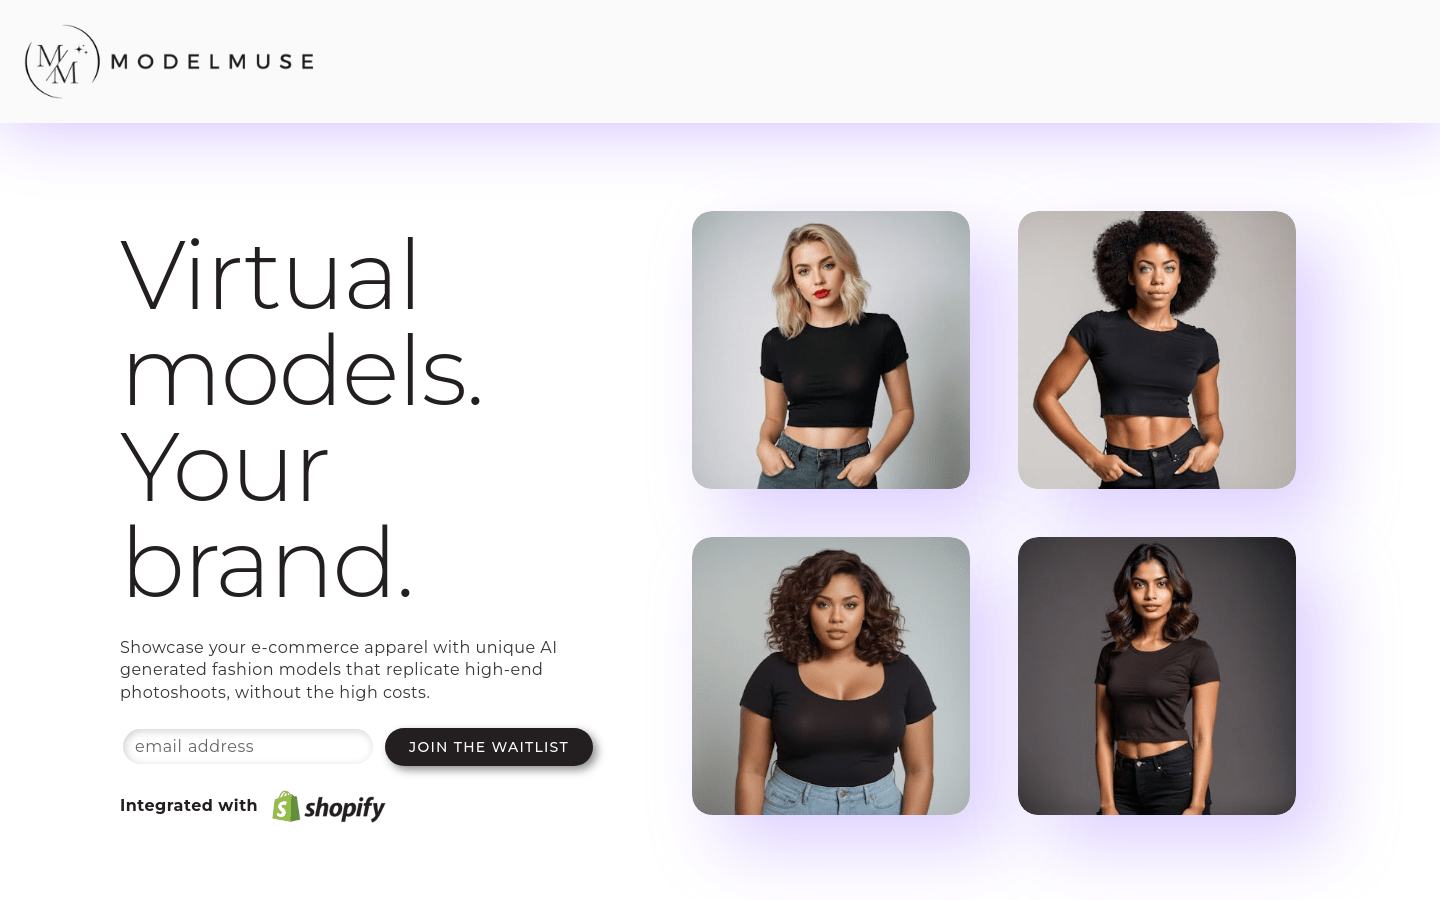 MM
MODELMUSE
Virtual
models.
Your
brand.
Showcase your e-commerce apparel with unique AI
generated fashion models that replicate high-end
photoshoots, without the high costs.
email address
JOIN THE WAITLIST
Integrated with
shopify